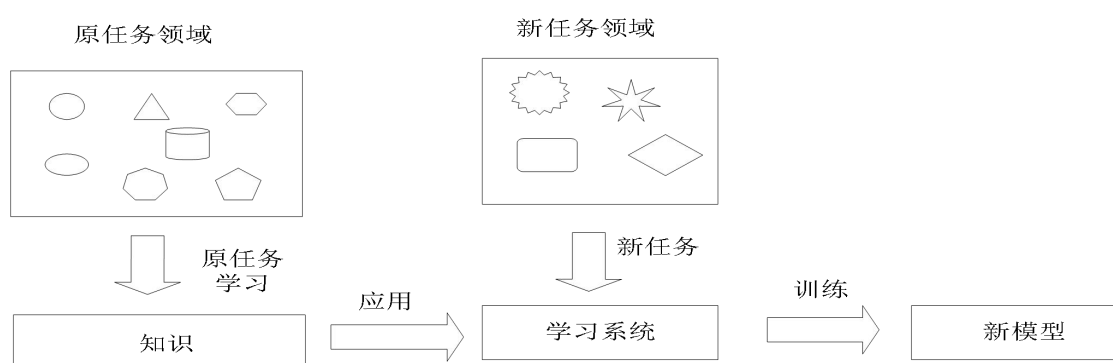 原任务领域
新任务领域
原任务
学习
新任务
应用
训练
知识
学习系统
新模型